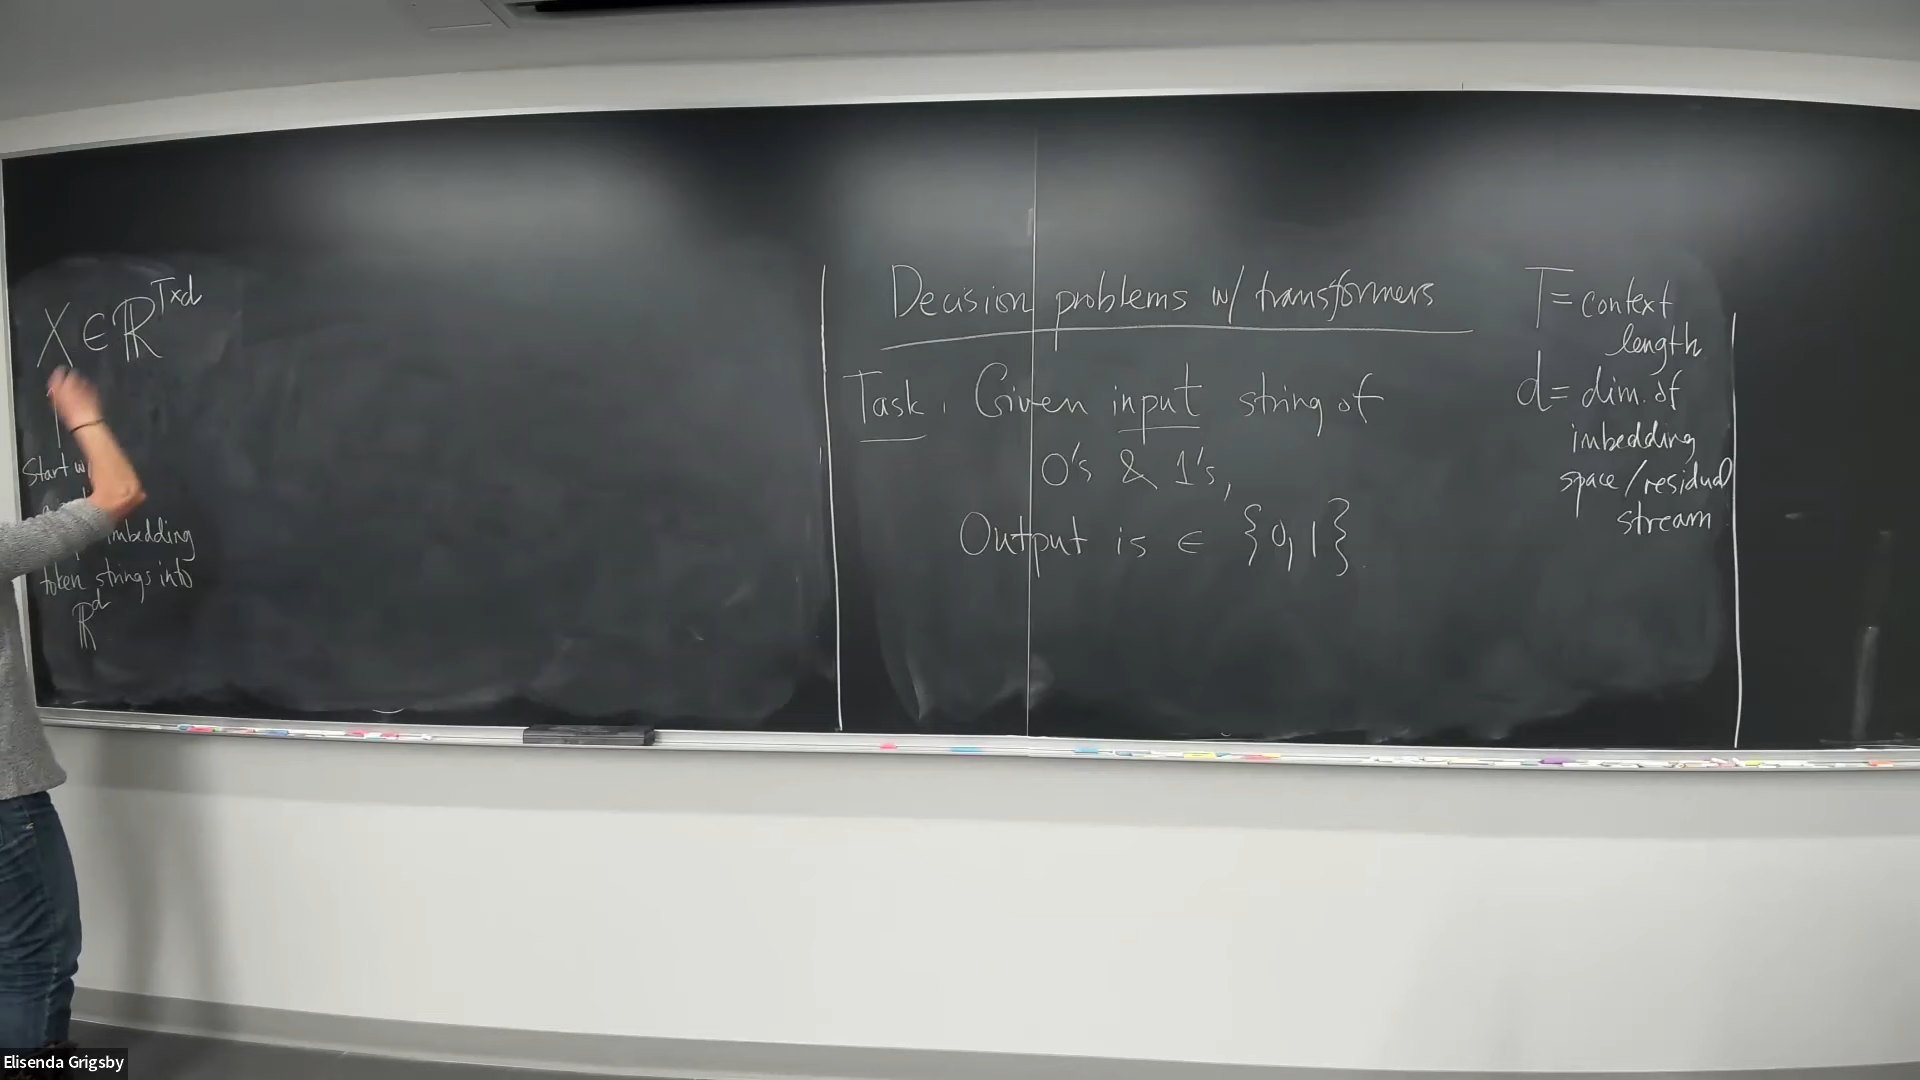 X ∈ ℝ^{T×d}
Start w
imbedding
token strings into
ℝ^d
Decision problems w/ transformers
Task. Given input string of
0's & 1's,
Output is ∈ {0,1}.
T = context
length
d = dim. of
imbedding
space/residual
stream
Elisenda Grigsby